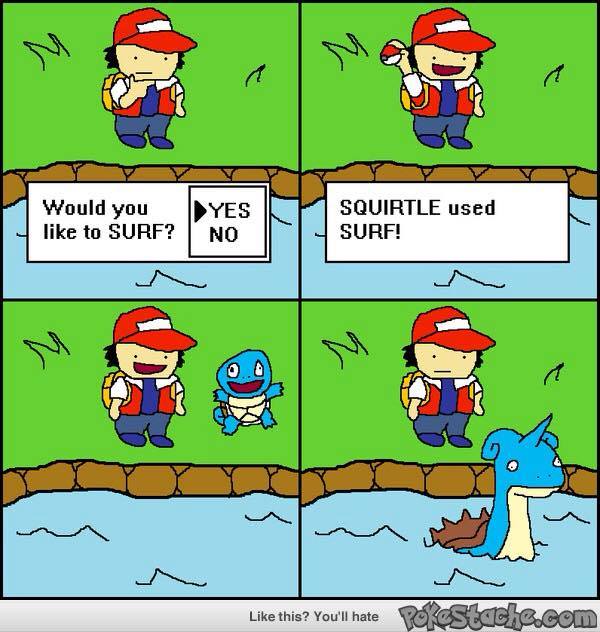 Would you
like to SURF?
▶YES
NO
SQUIRTLE used
SURF!
Like this? You'll hate
PoKeStache.com